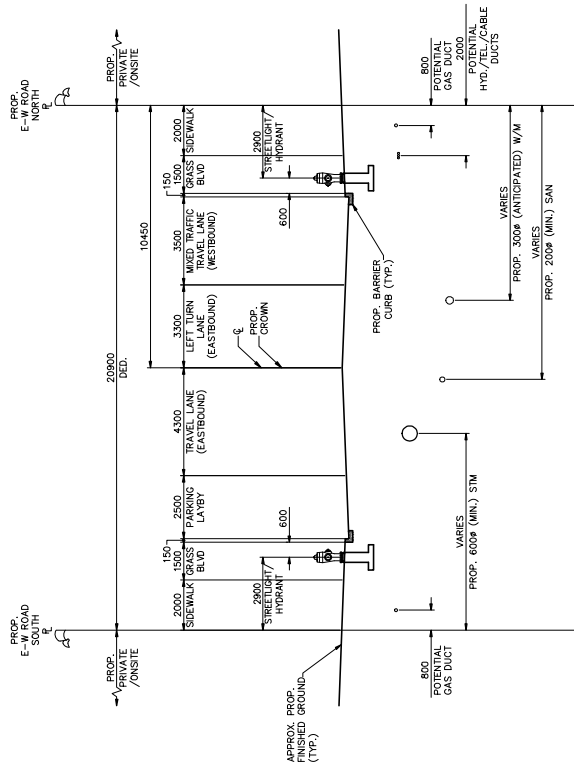 PROP.
E-W ROAD
SOUTH
PL
PROP.
E-W ROAD
NORTH
PL
PROP.
PRIVATE
/ONSITE
20900
DED.
PROP.
PRIVATE
/ONSITE
10450
2000
SIDEWALK
1500
GRASS
BLVD
150
2500
PARKING
LAYBY
4300
TRAVEL LANE
(EASTBOUND)
3300
LEFT TURN
LANE
(EASTBOUND)
3500
MIXED TRAFFIC
TRAVEL LANE
(WESTBOUND)
150
1500
GRASS
BLVD
2000
SIDEWALK
2900
STREETLIGHT/
HYDRANT
600
CL
PROP.
CROWN
600
2900
STREETLIGHT/
HYDRANT
APPROX. PROP.
FINISHED GROUND
(TYP.)
PROP. BARRIER
CURB (TYP.)
800
POTENTIAL
GAS DUCT
800
POTENTIAL
GAS DUCT
2000
POTENTIAL
HYD./TEL./CABLE
DUCTS
VARIES
PROP. 600ø (MIN.) STM
VARIES
PROP. 300ø (ANTICIPATED) W/M
VARIES
PROP. 200ø (MIN.) SAN